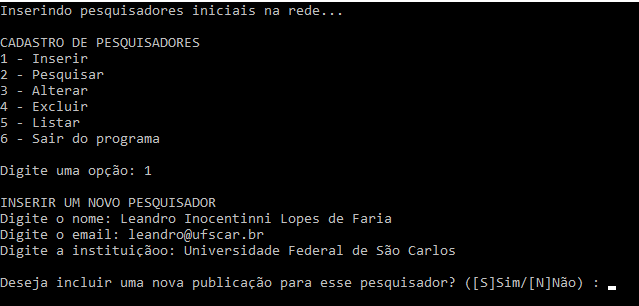 Inserindo pesquisadores iniciais na rede...
CADASTRO DE PESQUISADORES
1 - Inserir
2 - Pesquisar
3 - Alterar
4 - Excluir
5 - Listar
6 - Sair do programa
Digite uma opção: 1
INSERIR UM NOVO PESQUISADOR
Digite o nome: Leandro Inocentinni Lopes de Faria
Digite o email: leandro@ufscar.br
Digite a instituiçãoo: Universidade Federal de São Carlos
Deseja incluir uma nova publicação para esse pesquisador? ([S]Sim/[N]Não) :